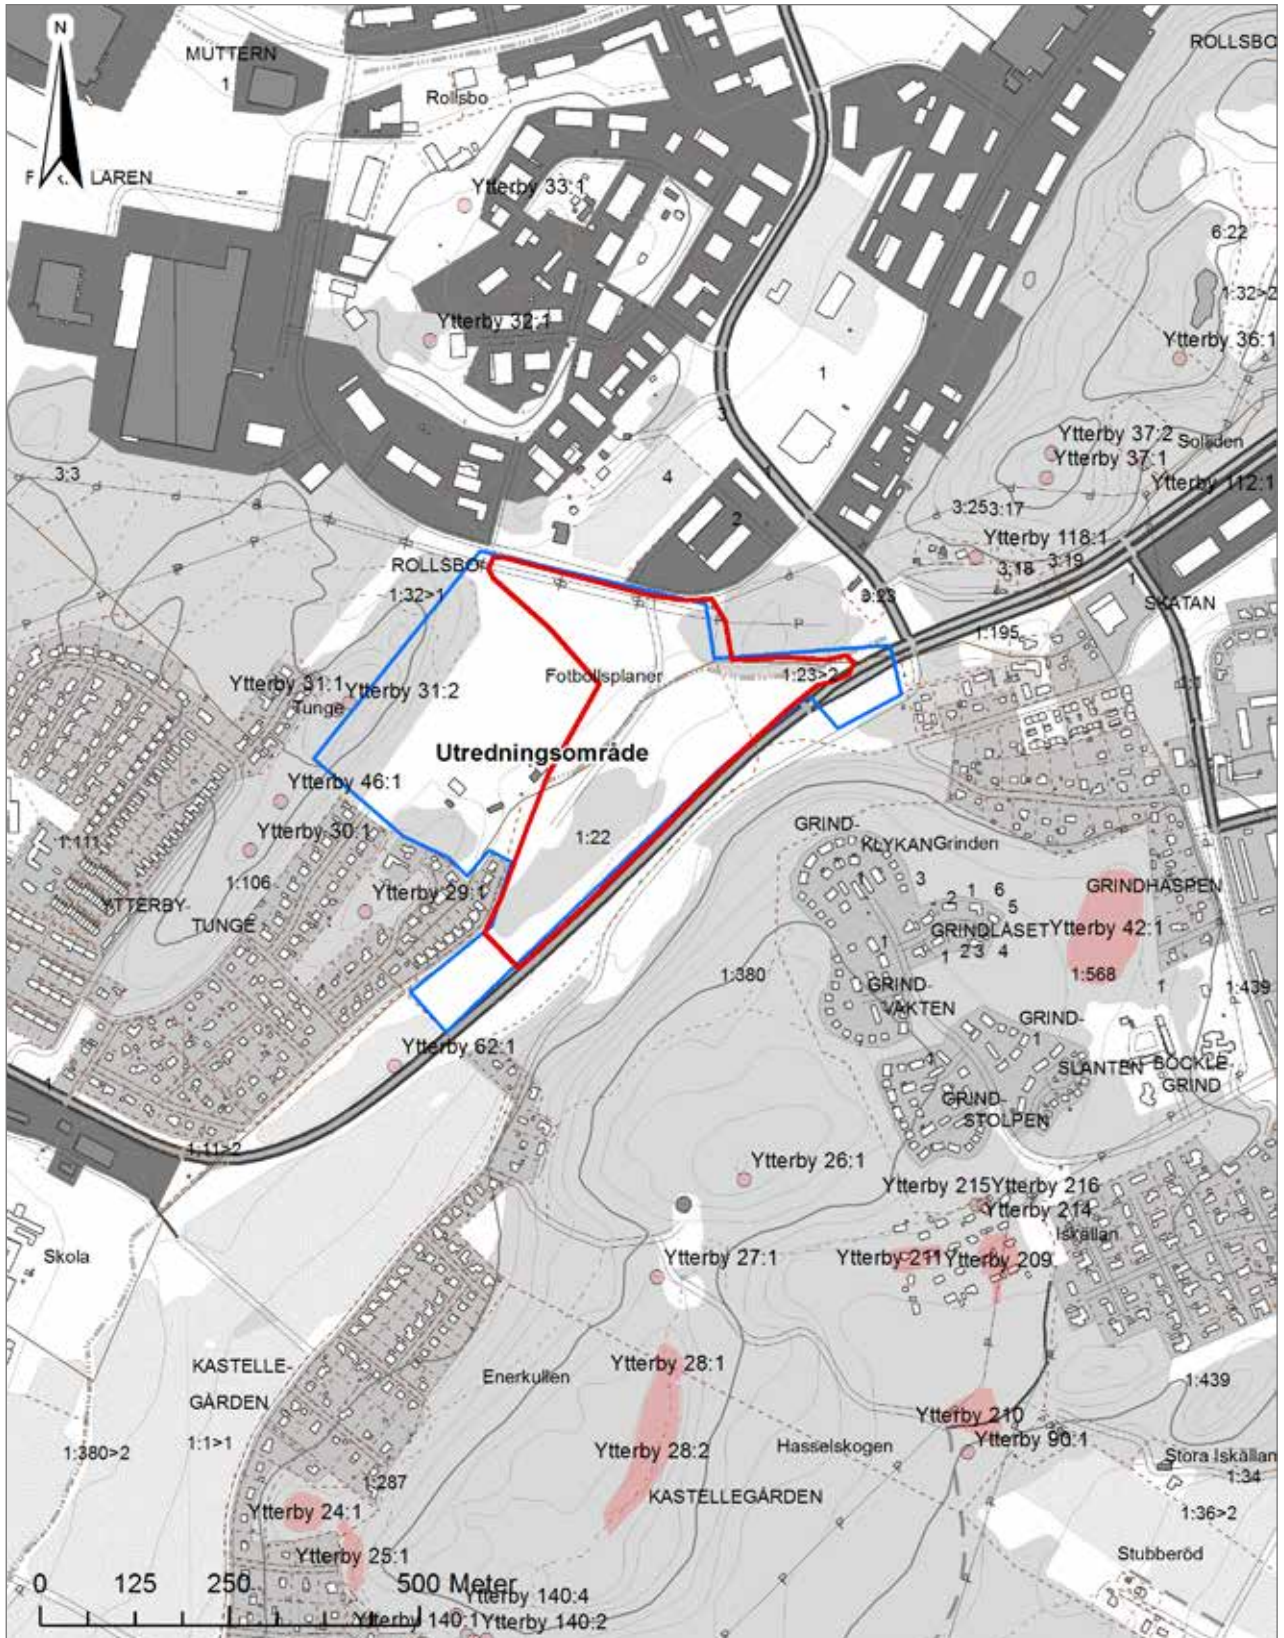 N
MUTTERN
1
ROLLSBO
Rollsbo
LAREN
Ytterby 33:1
6:22
1:32>2
Ytterby 32:1
Ytterby 36:1
1
3
Ytterby 37:2
Solliden
Ytterby 37:1
3:3
4
Ytterby 112:1
2
3:25
3:17
Ytterby 118:1
ROLLSBO
3:18
3:19
1
1:32>1
SKATAN
1:195
Ytterby 31:1
Ytterby 31:2
Fotbollsplaner
1:23>2
Tunge
Utredningsområde
Ytterby 46:1
1:111
Ytterby 30:1
1:22
GRIND-
KLYKAN
Grinden
1:106
Ytterby 29:1
1
3
2
1
6
5
GRINDHASPEN
YTTERBY-
TUNGE
GRINDLÅSET
Ytterby 42:1
1
1
2
3
4
1:380
1:568
GRIND-
VAKTEN
1
1:439
GRIND-
1
Ytterby 62:1
1
SLANTEN
BOCKLE-
GRIND
GRIND-
STOLPEN
1:11>2
Ytterby 26:1
Ytterby 215
Ytterby 216
Ytterby 214
Iskällan
Skola
Ytterby 27:1
Ytterby 211
Ytterby 209
KASTELLE-
GÅRDEN
Enerkullen
Ytterby 28:1
1:439
Ytterby 210
1:380>2
1:1>1
Ytterby 28:2
Hasselskogen
Ytterby 90:1
Stora Iskällan
1:34
1:287
KASTELLEGÅRDEN
1:36>2
Ytterby 24:1
Ytterby 25:1
Stubberöd
0 125 250 500 Meter
Ytterby 140:4
Ytterby 140:1
Ytterby 140:2